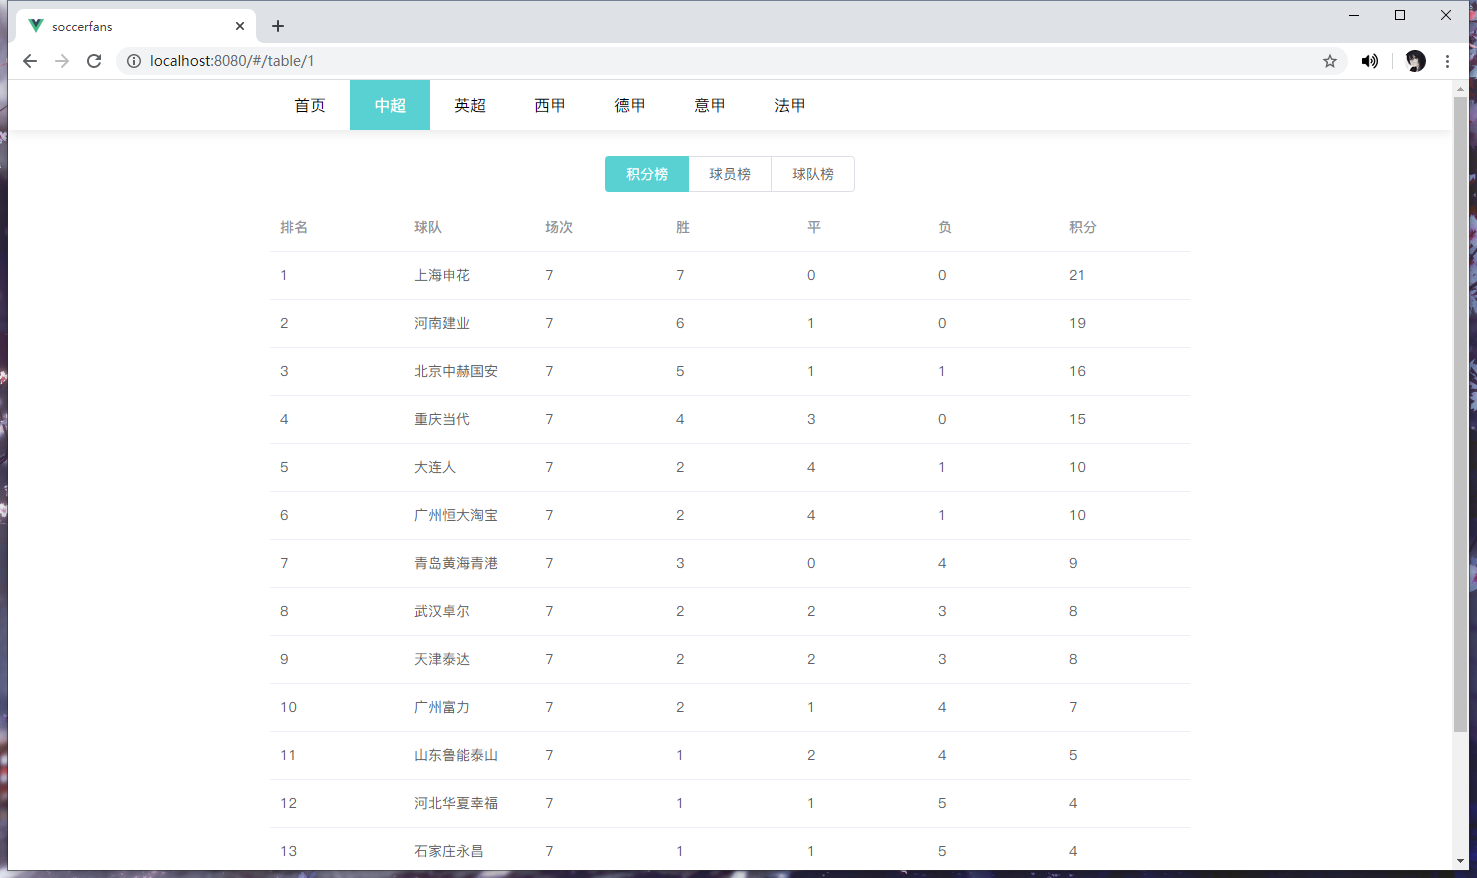 soccerfans
localhost:8080/#/table/1
首页 中超 英超 西甲 德甲 意甲 法甲
积分榜 球员榜 球队榜
排名 球队 场次 胜 平 负 积分
1 上海申花 7 7 0 0 21
2 河南建业 7 6 1 0 19
3 北京中赫国安 7 5 1 1 16
4 重庆当代 7 4 3 0 15
5 大连人 7 2 4 1 10
6 广州恒大淘宝 7 2 4 1 10
7 青岛黄海青港 7 3 0 4 9
8 武汉卓尔 7 2 2 3 8
9 天津泰达 7 2 2 3 8
10 广州富力 7 2 1 4 7
11 山东鲁能泰山 7 1 2 4 5
12 河北华夏幸福 7 1 1 5 4
13 石家庄永昌 7 1 1 5 4